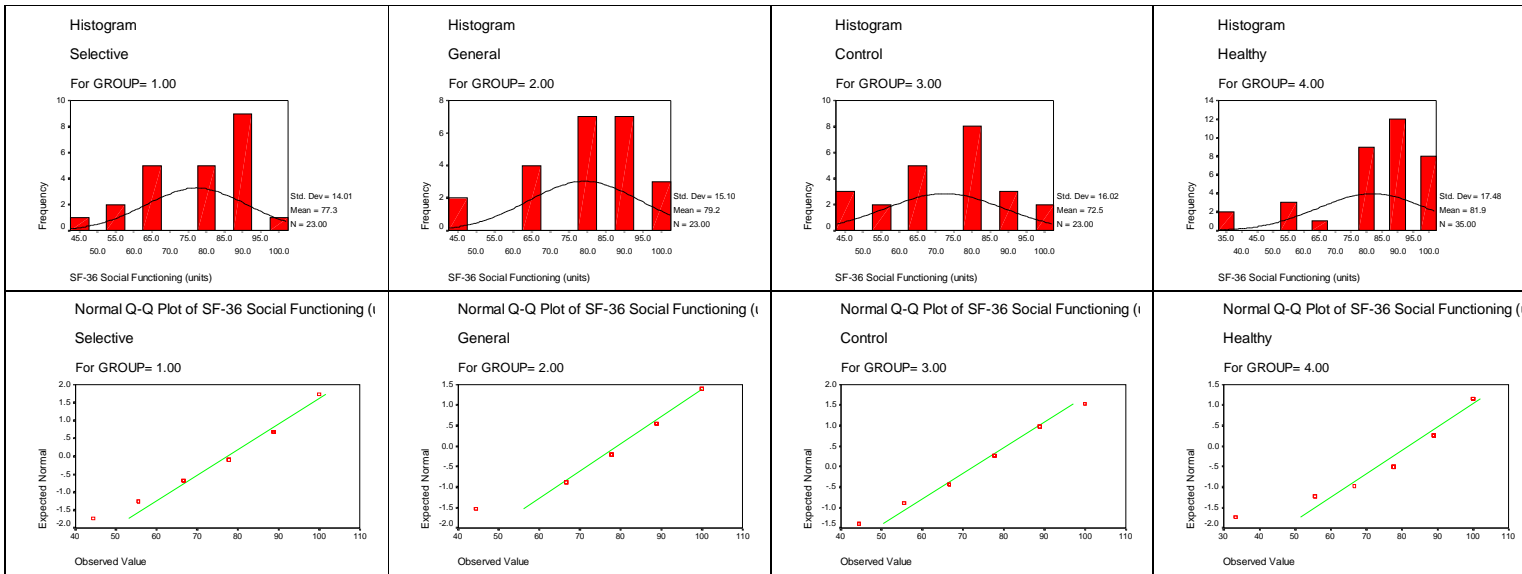 Histogram
Selective
For GROUP= 1.00
10
8
6
4
2
0
Frequency
45.0 55.0 65.0 75.0 85.0 95.0
50.0 60.0 70.0 80.0 90.0 100.0
Std. Dev = 14.01
Mean = 77.3
N = 23.00
SF-36 Social Functioning (units)
Histogram
General
For GROUP= 2.00
8
6
4
2
0
Frequency
45.0 55.0 65.0 75.0 85.0 95.0
50.0 60.0 70.0 80.0 90.0 100.0
Std. Dev = 15.10
Mean = 79.2
N = 23.00
SF-36 Social Functioning (units)
Histogram
Control
For GROUP= 3.00
10
8
6
4
2
0
Frequency
45.0 55.0 65.0 75.0 85.0 95.0
50.0 60.0 70.0 80.0 90.0 100.0
Std. Dev = 16.02
Mean = 72.5
N = 23.00
SF-36 Social Functioning (units)
Histogram
Healthy
For GROUP= 4.00
14
12
10
8
6
4
2
0
Frequency
35.0 45.0 55.0 65.0 75.0 85.0 95.0
40.0 50.0 60.0 70.0 80.0 90.0 100.0
Std. Dev = 17.48
Mean = 81.9
N = 35.00
SF-36 Social Functioning (units)
Normal Q-Q Plot of SF-36 Social Functioning (u
Selective
For GROUP= 1.00
2.0
1.5
1.0
.5
0.0
-.5
-1.0
-1.5
-2.0
Expected Normal
40 50 60 70 80 90 100 110
Observed Value
Normal Q-Q Plot of SF-36 Social Functioning (u
General
For GROUP= 2.00
1.5
1.0
.5
0.0
-.5
-1.0
-1.5
-2.0
Expected Normal
40 50 60 70 80 90 100 110
Observed Value
Normal Q-Q Plot of SF-36 Social Functioning (u
Control
For GROUP= 3.00
2.0
1.5
1.0
.5
0.0
-.5
-1.0
-1.5
Expected Normal
40 50 60 70 80 90 100 110
Observed Value
Normal Q-Q Plot of SF-36 Social Functioning (u
Healthy
For GROUP= 4.00
1.5
1.0
.5
0.0
-.5
-1.0
-1.5
-2.0
Expected Normal
30 40 50 60 70 80 90 100 110
Observed Value